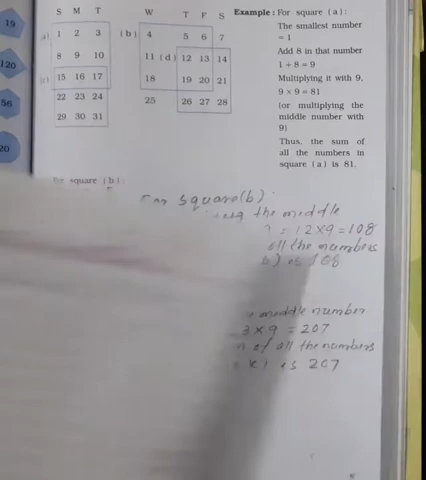 19
120
56
20
S M T W T F S
(a) 1 2 3 (b) 4 5 6 7
8 9 10 11 (d) 12 13 14
(c) 15 16 17 18 19 20 21
22 23 24 25 26 27 28
29 30 31
Example : For square (a) :
The smallest number
= 1
Add 8 in that number
1 + 8 = 9
Multiplying it with 9,
9 × 9 = 81
(or multiplying the
middle number with
9)
Thus, the sum of
all the numbers in
square (a) is 81.
For square (b) :
For square(b) :
the middle
= 12×9=108
all the numbers
b) is 108
middle number
3×9 = 207
of all the numbers
is 207